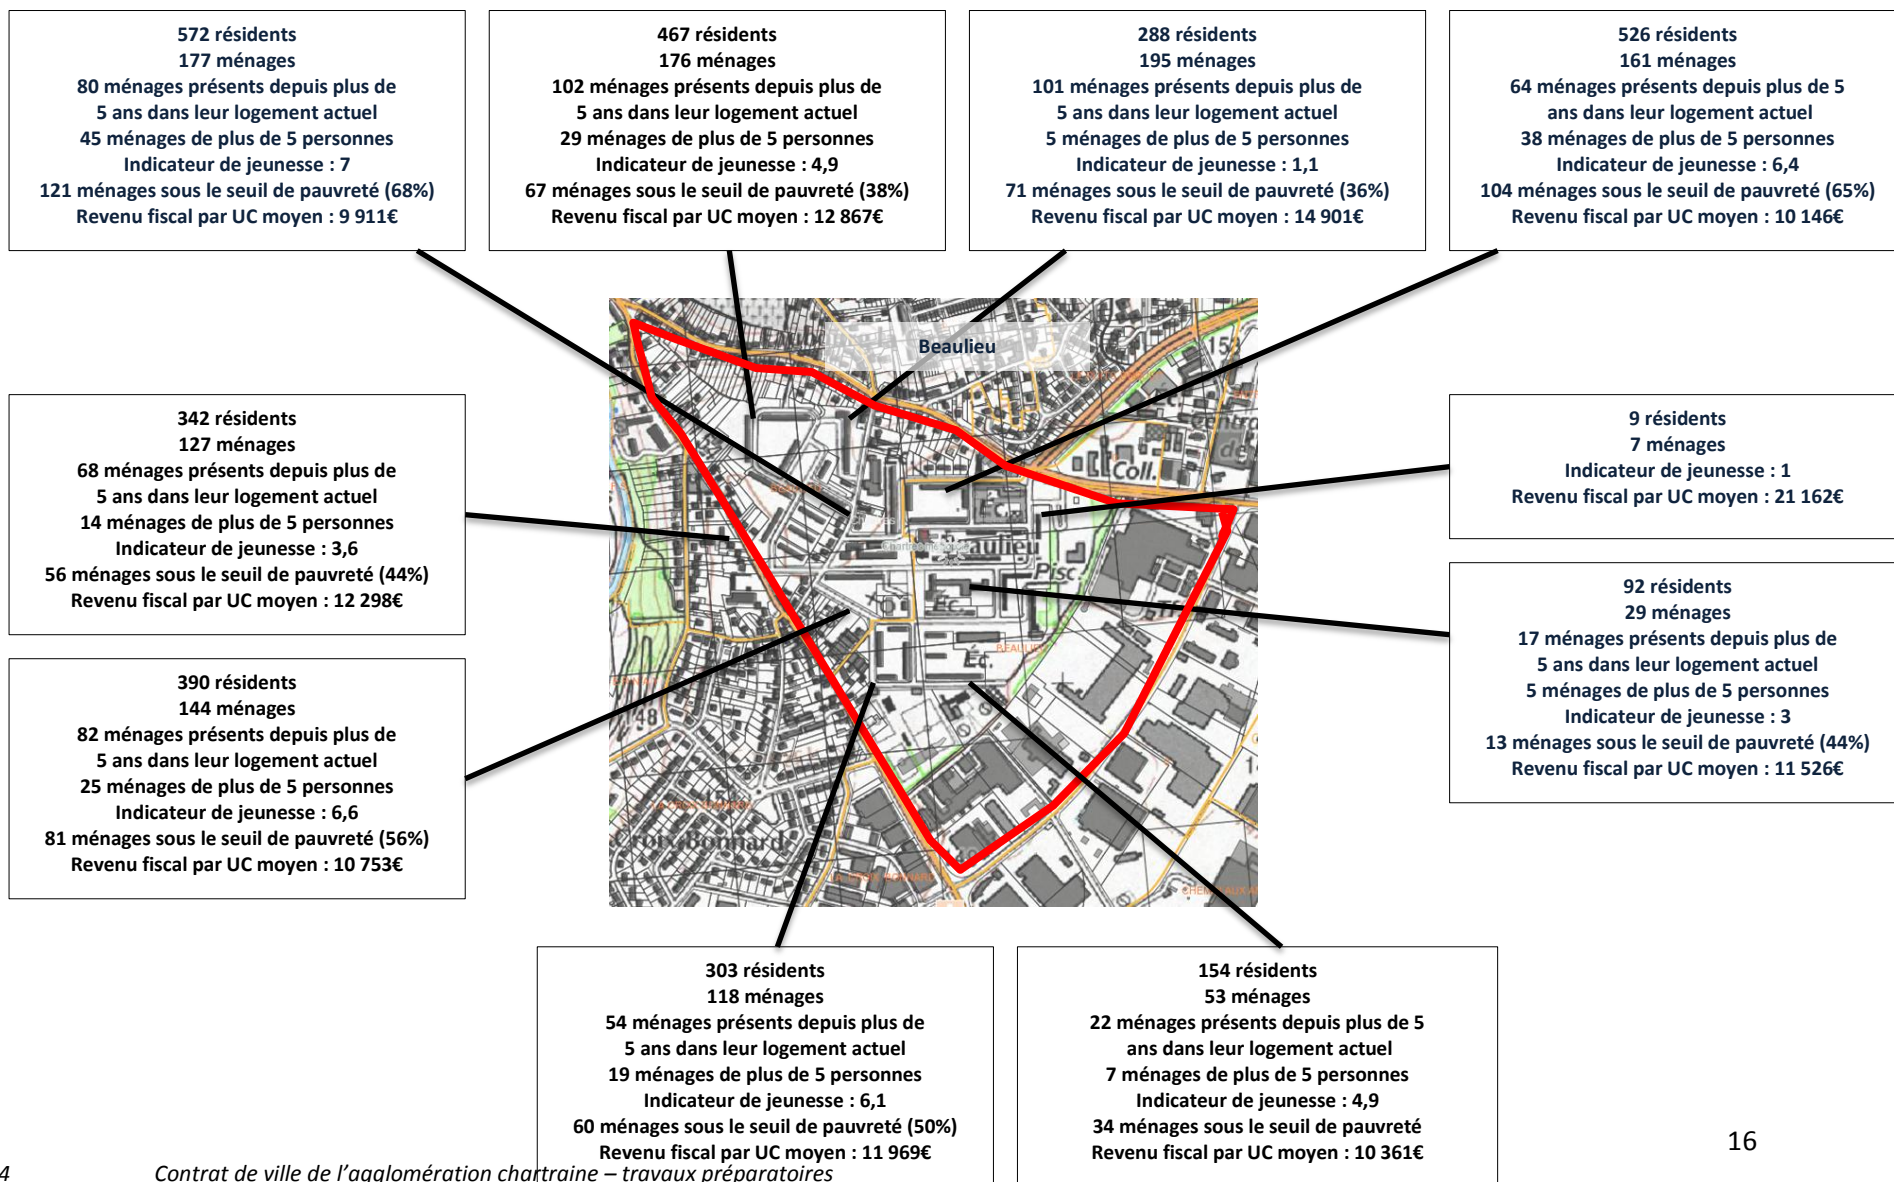 572 résidents
177 ménages
80 ménages présents depuis plus de
5 ans dans leur logement actuel
45 ménages de plus de 5 personnes
Indicateur de jeunesse : 7
121 ménages sous le seuil de pauvreté (68%)
Revenu fiscal par UC moyen : 9 911€
467 résidents
176 ménages
102 ménages présents depuis plus de
5 ans dans leur logement actuel
29 ménages de plus de 5 personnes
Indicateur de jeunesse : 4,9
67 ménages sous le seuil de pauvreté (38%)
Revenu fiscal par UC moyen : 12 867€
288 résidents
195 ménages
101 ménages présents depuis plus de
5 ans dans leur logement actuel
5 ménages de plus de 5 personnes
Indicateur de jeunesse : 1,1
71 ménages sous le seuil de pauvreté (36%)
Revenu fiscal par UC moyen : 14 901€
526 résidents
161 ménages
64 ménages présents depuis plus de 5
ans dans leur logement actuel
38 ménages de plus de 5 personnes
Indicateur de jeunesse : 6,4
104 ménages sous le seuil de pauvreté (65%)
Revenu fiscal par UC moyen : 10 146€
Beaulieu
Coll.
Éc.
Beaulieu
Pisc.
Éc.
BEAULIEU
Éc.
48
Croix Bonnard
LA CROIX BONNARD
342 résidents
127 ménages
68 ménages présents depuis plus de
5 ans dans leur logement actuel
14 ménages de plus de 5 personnes
Indicateur de jeunesse : 3,6
56 ménages sous le seuil de pauvreté (44%)
Revenu fiscal par UC moyen : 12 298€
9 résidents
7 ménages
Indicateur de jeunesse : 1
Revenu fiscal par UC moyen : 21 162€
92 résidents
29 ménages
17 ménages présents depuis plus de
5 ans dans leur logement actuel
5 ménages de plus de 5 personnes
Indicateur de jeunesse : 3
13 ménages sous le seuil de pauvreté (44%)
Revenu fiscal par UC moyen : 11 526€
390 résidents
144 ménages
82 ménages présents depuis plus de
5 ans dans leur logement actuel
25 ménages de plus de 5 personnes
Indicateur de jeunesse : 6,6
81 ménages sous le seuil de pauvreté (56%)
Revenu fiscal par UC moyen : 10 753€
303 résidents
118 ménages
54 ménages présents depuis plus de
5 ans dans leur logement actuel
19 ménages de plus de 5 personnes
Indicateur de jeunesse : 6,1
60 ménages sous le seuil de pauvreté (50%)
Revenu fiscal par UC moyen : 11 969€
154 résidents
53 ménages
22 ménages présents depuis plus de 5
ans dans leur logement actuel
7 ménages de plus de 5 personnes
Indicateur de jeunesse : 4,9
34 ménages sous le seuil de pauvreté
Revenu fiscal par UC moyen : 10 361€
16
4 Contrat de ville de l'agglomération chartraine – travaux préparatoires